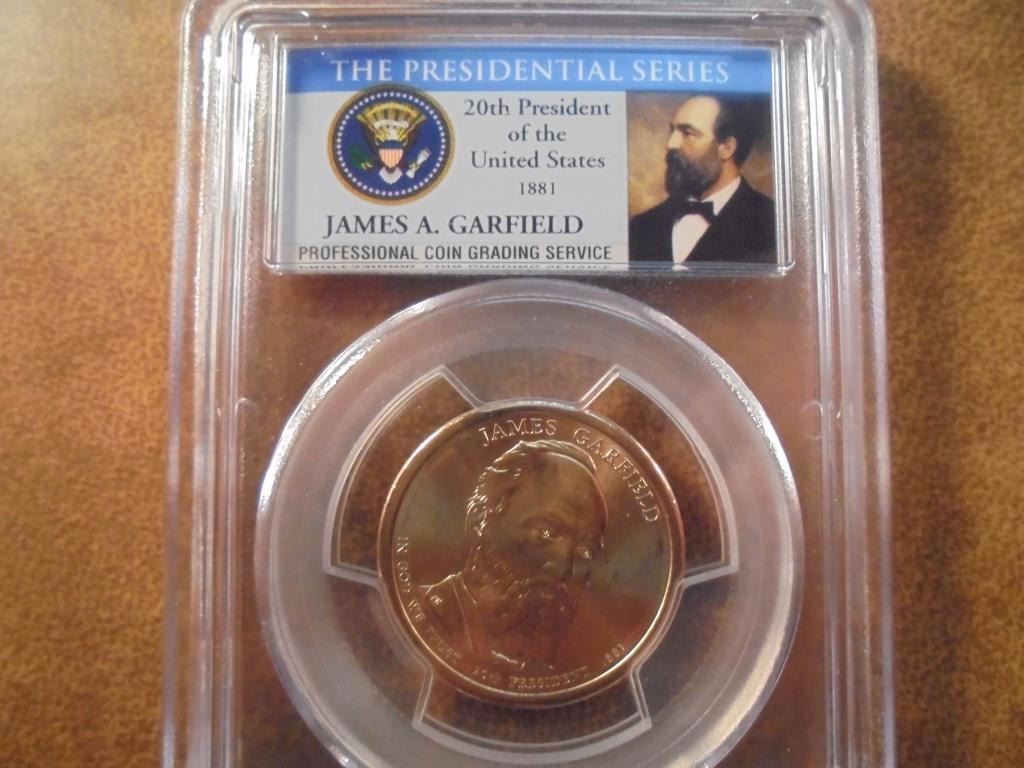 THE PRESIDENTIAL SERIES
20th President
of the
United States
1881
JAMES A. GARFIELD
PROFESSIONAL COIN GRADING SERVICE
JAMES GARFIELD
IN GOD WE TRUST 20th PRESIDENT 1881